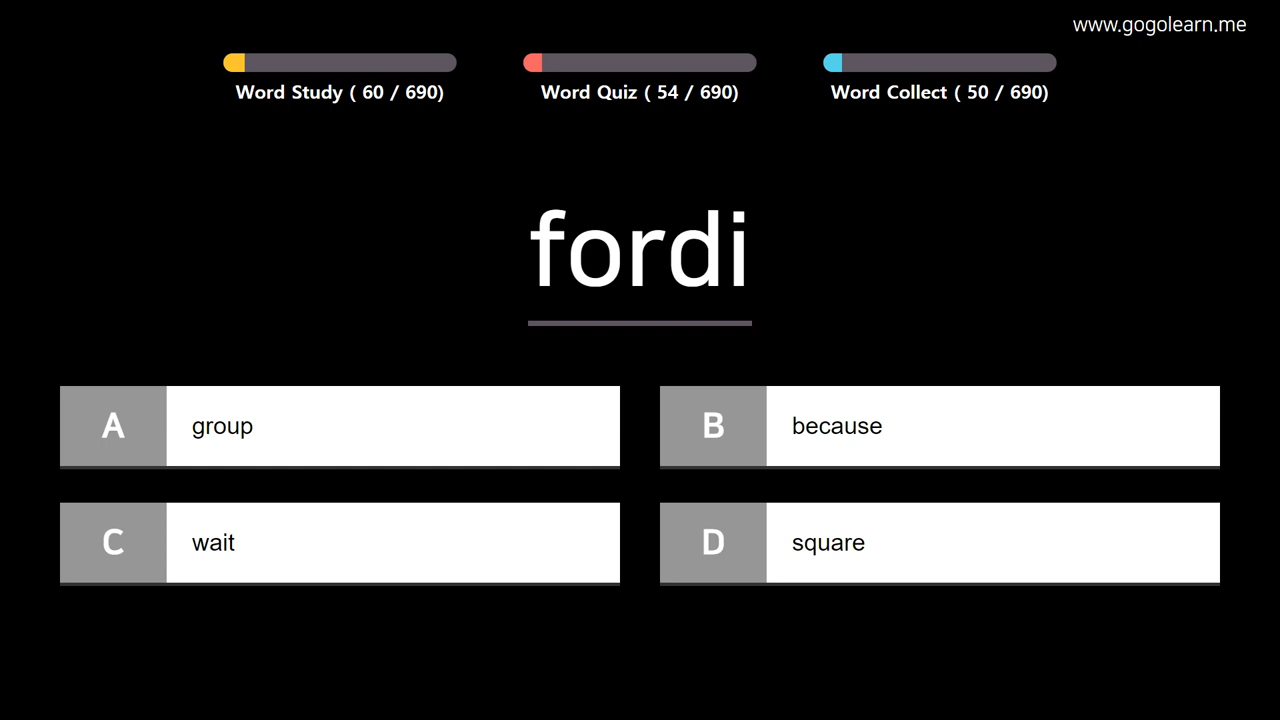 www.gogolearn.me
Word Study ( 60 / 690)
Word Quiz ( 54 / 690)
Word Collect ( 50 / 690)
fordi
A group
B because
C wait
D square